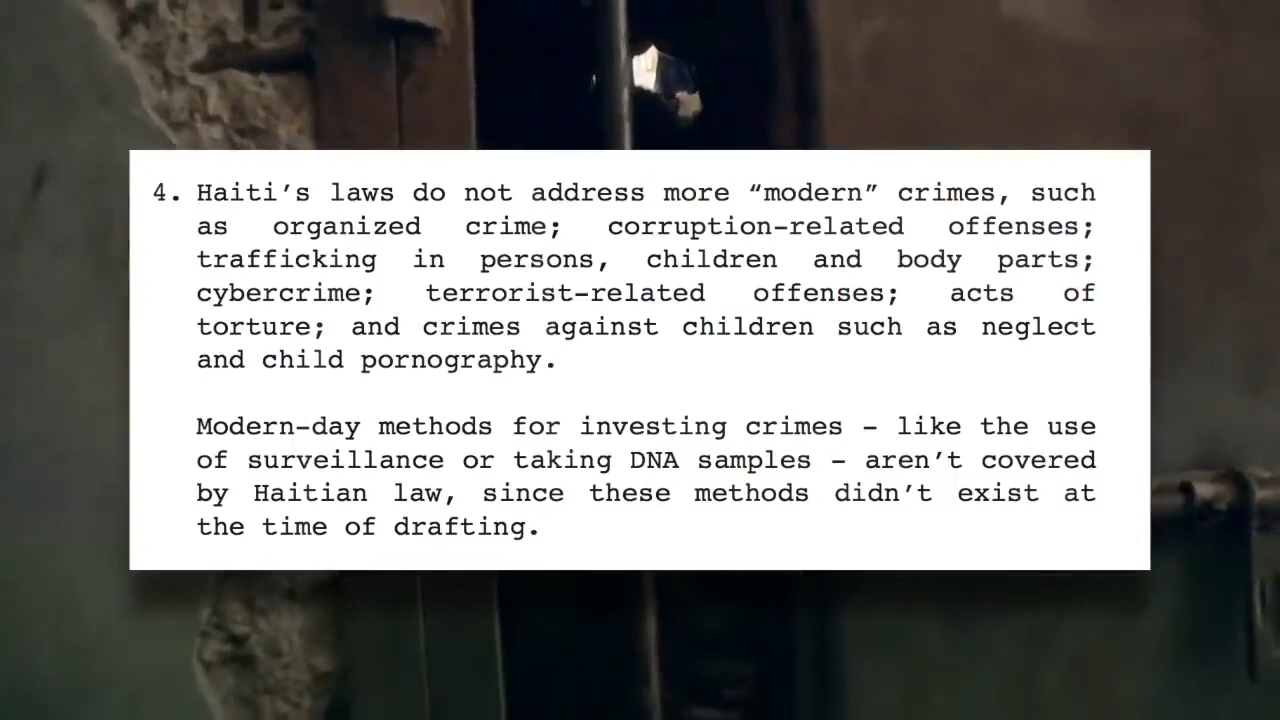 4. Haiti’s laws do not address more “modern” crimes, such
as organized crime; corruption-related offenses;
trafficking in persons, children and body parts;
cybercrime; terrorist-related offenses; acts of
torture; and crimes against children such as neglect
and child pornography.
Modern-day methods for investing crimes – like the use
of surveillance or taking DNA samples – aren’t covered
by Haitian law, since these methods didn’t exist at
the time of drafting.